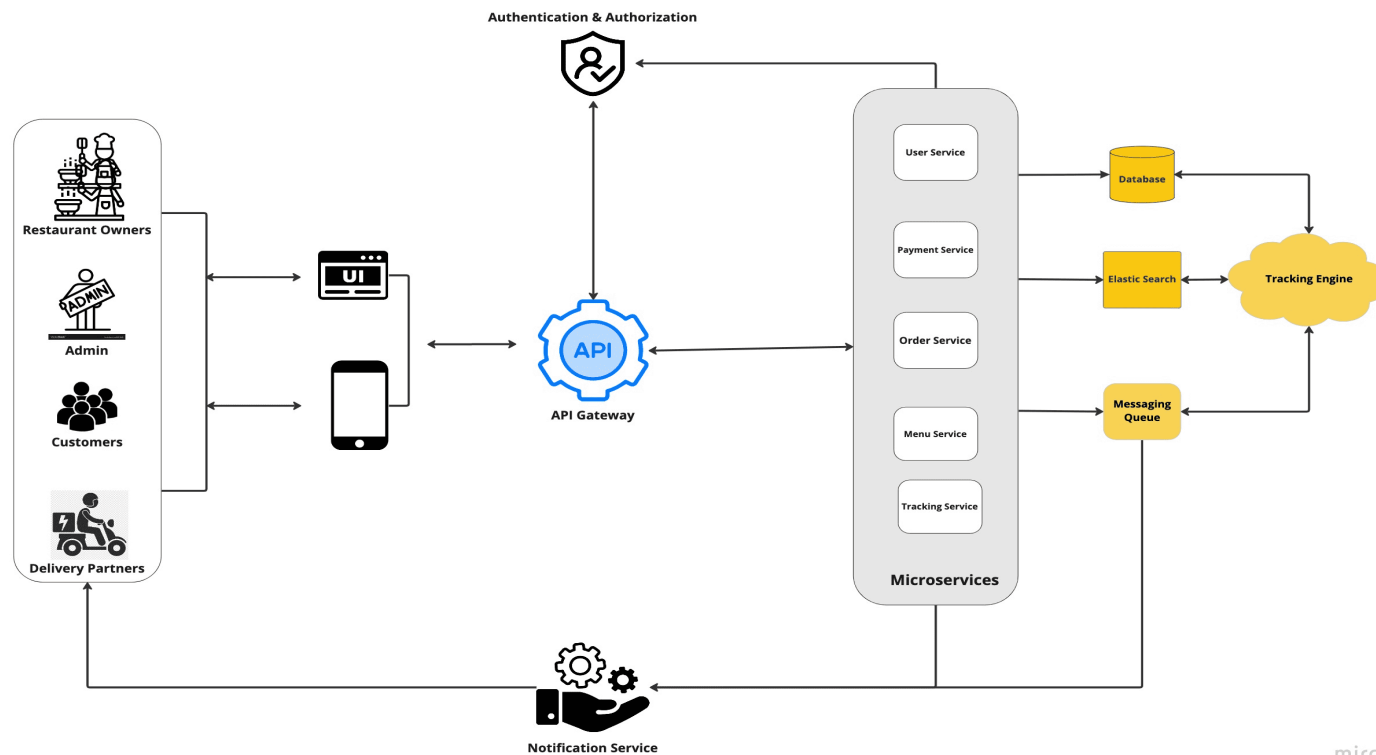 Authentication & Authorization
Restaurant Owners
ADMIN
Admin
Customers
Delivery Partners
UI
API
API Gateway
User Service
Payment Service
Order Service
Menu Service
Tracking Service
Microservices
Database
Elastic Search
Tracking Engine
Messaging
Queue
Notification Service